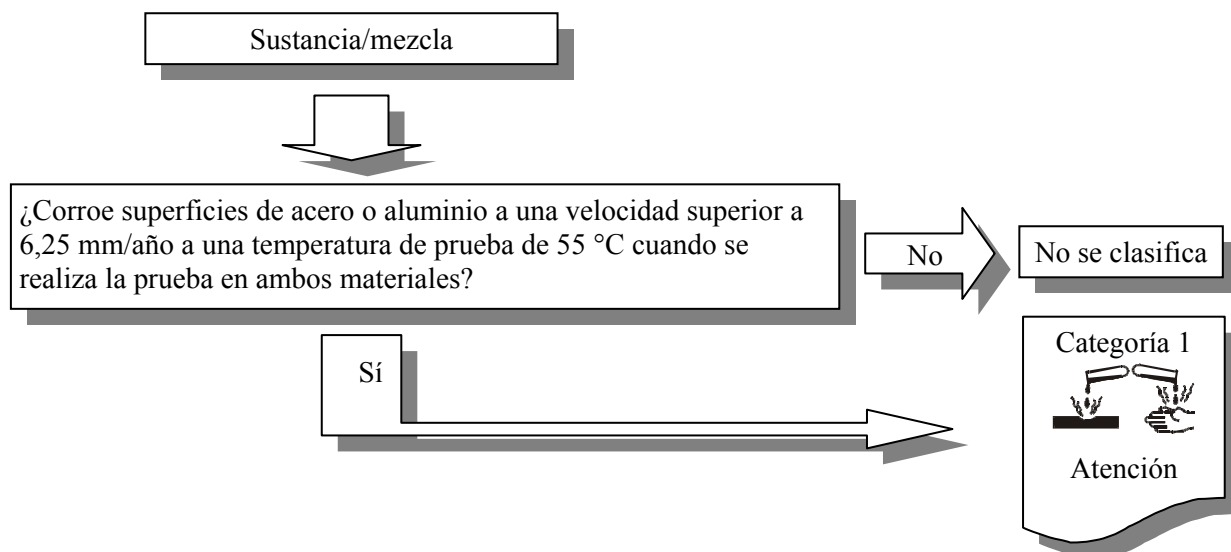 Sustancia/mezcla
¿Corroe superficies de acero o aluminio a una velocidad superior a
6,25 mm/año a una temperatura de prueba de 55 °C cuando se
realiza la prueba en ambos materiales?
No
No se clasifica
Sí
Categoría 1
Atención